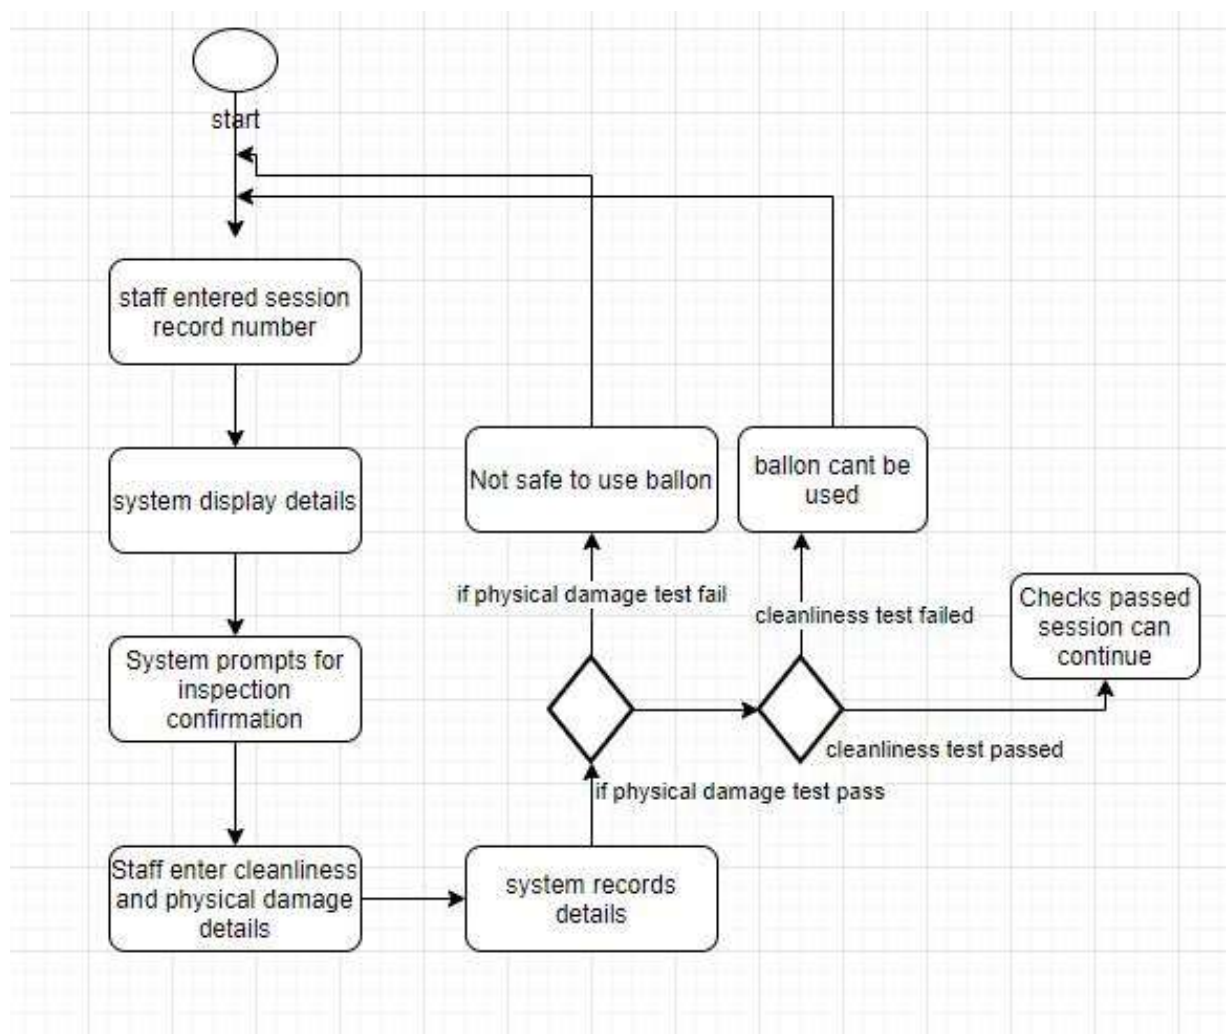 start
staff entered session
record number
system display details
System prompts for
inspection
confirmation
Staff enter cleanliness
and physical damage
details
system records
details
if physical damage test pass
if physical damage test fail
Not safe to use ballon
cleanliness test failed
ballon cant be
used
cleanliness test passed
Checks passed
session can
continue